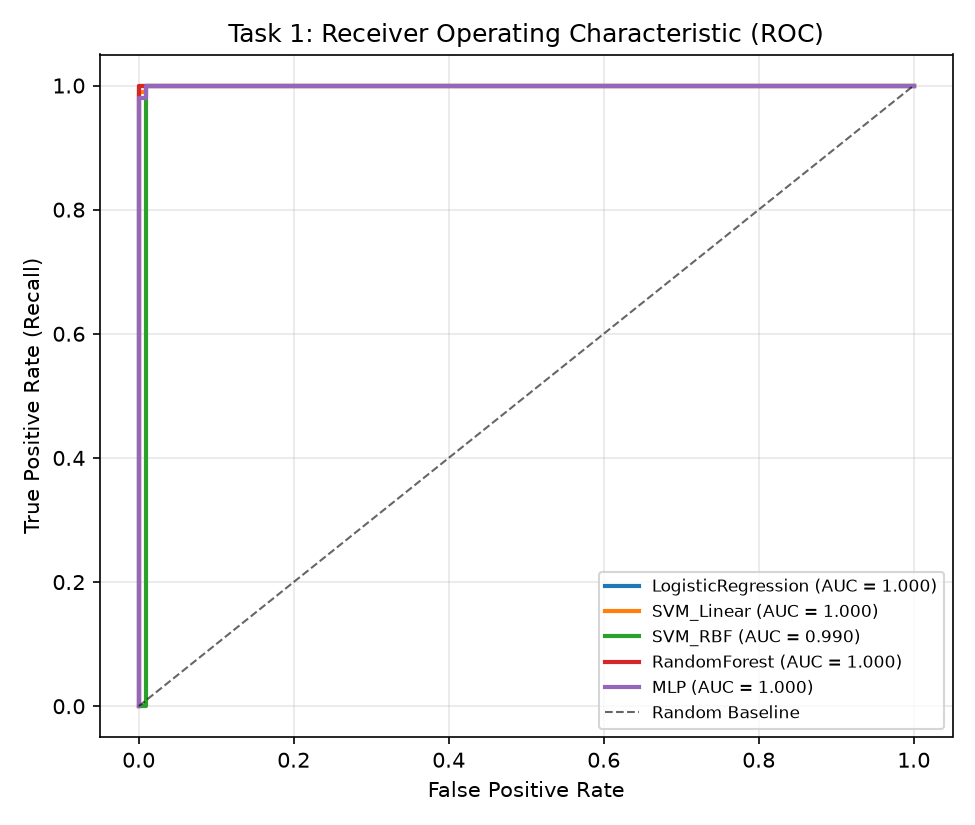 Task 1: Receiver Operating Characteristic (ROC)
True Positive Rate (Recall)
1.0
0.8
0.6
0.4
0.2
0.0
LogisticRegression (AUC = 1.000)
SVM_Linear (AUC = 1.000)
SVM_RBF (AUC = 0.990)
RandomForest (AUC = 1.000)
MLP (AUC = 1.000)
Random Baseline
0.0 0.2 0.4 0.6 0.8 1.0
False Positive Rate